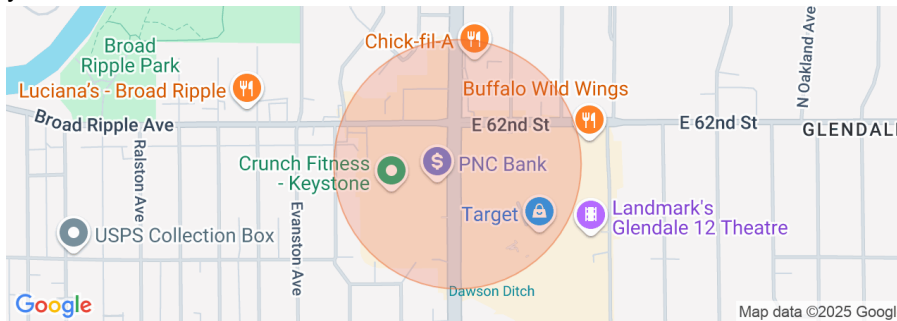 Broad
Ripple Park
Chick-fil-A
Luciana's - Broad Ripple
Buffalo Wild Wings
N Oakland Ave
Broad Ripple Ave
E 62nd St
E 62nd St
GLENDALE
Ralston Ave
Crunch Fitness
- Keystone
PNC Bank
Evanston Ave
Target
Landmark's
Glendale 12 Theatre
USPS Collection Box
Dawson Ditch
Google
Map data ©2025 Googl